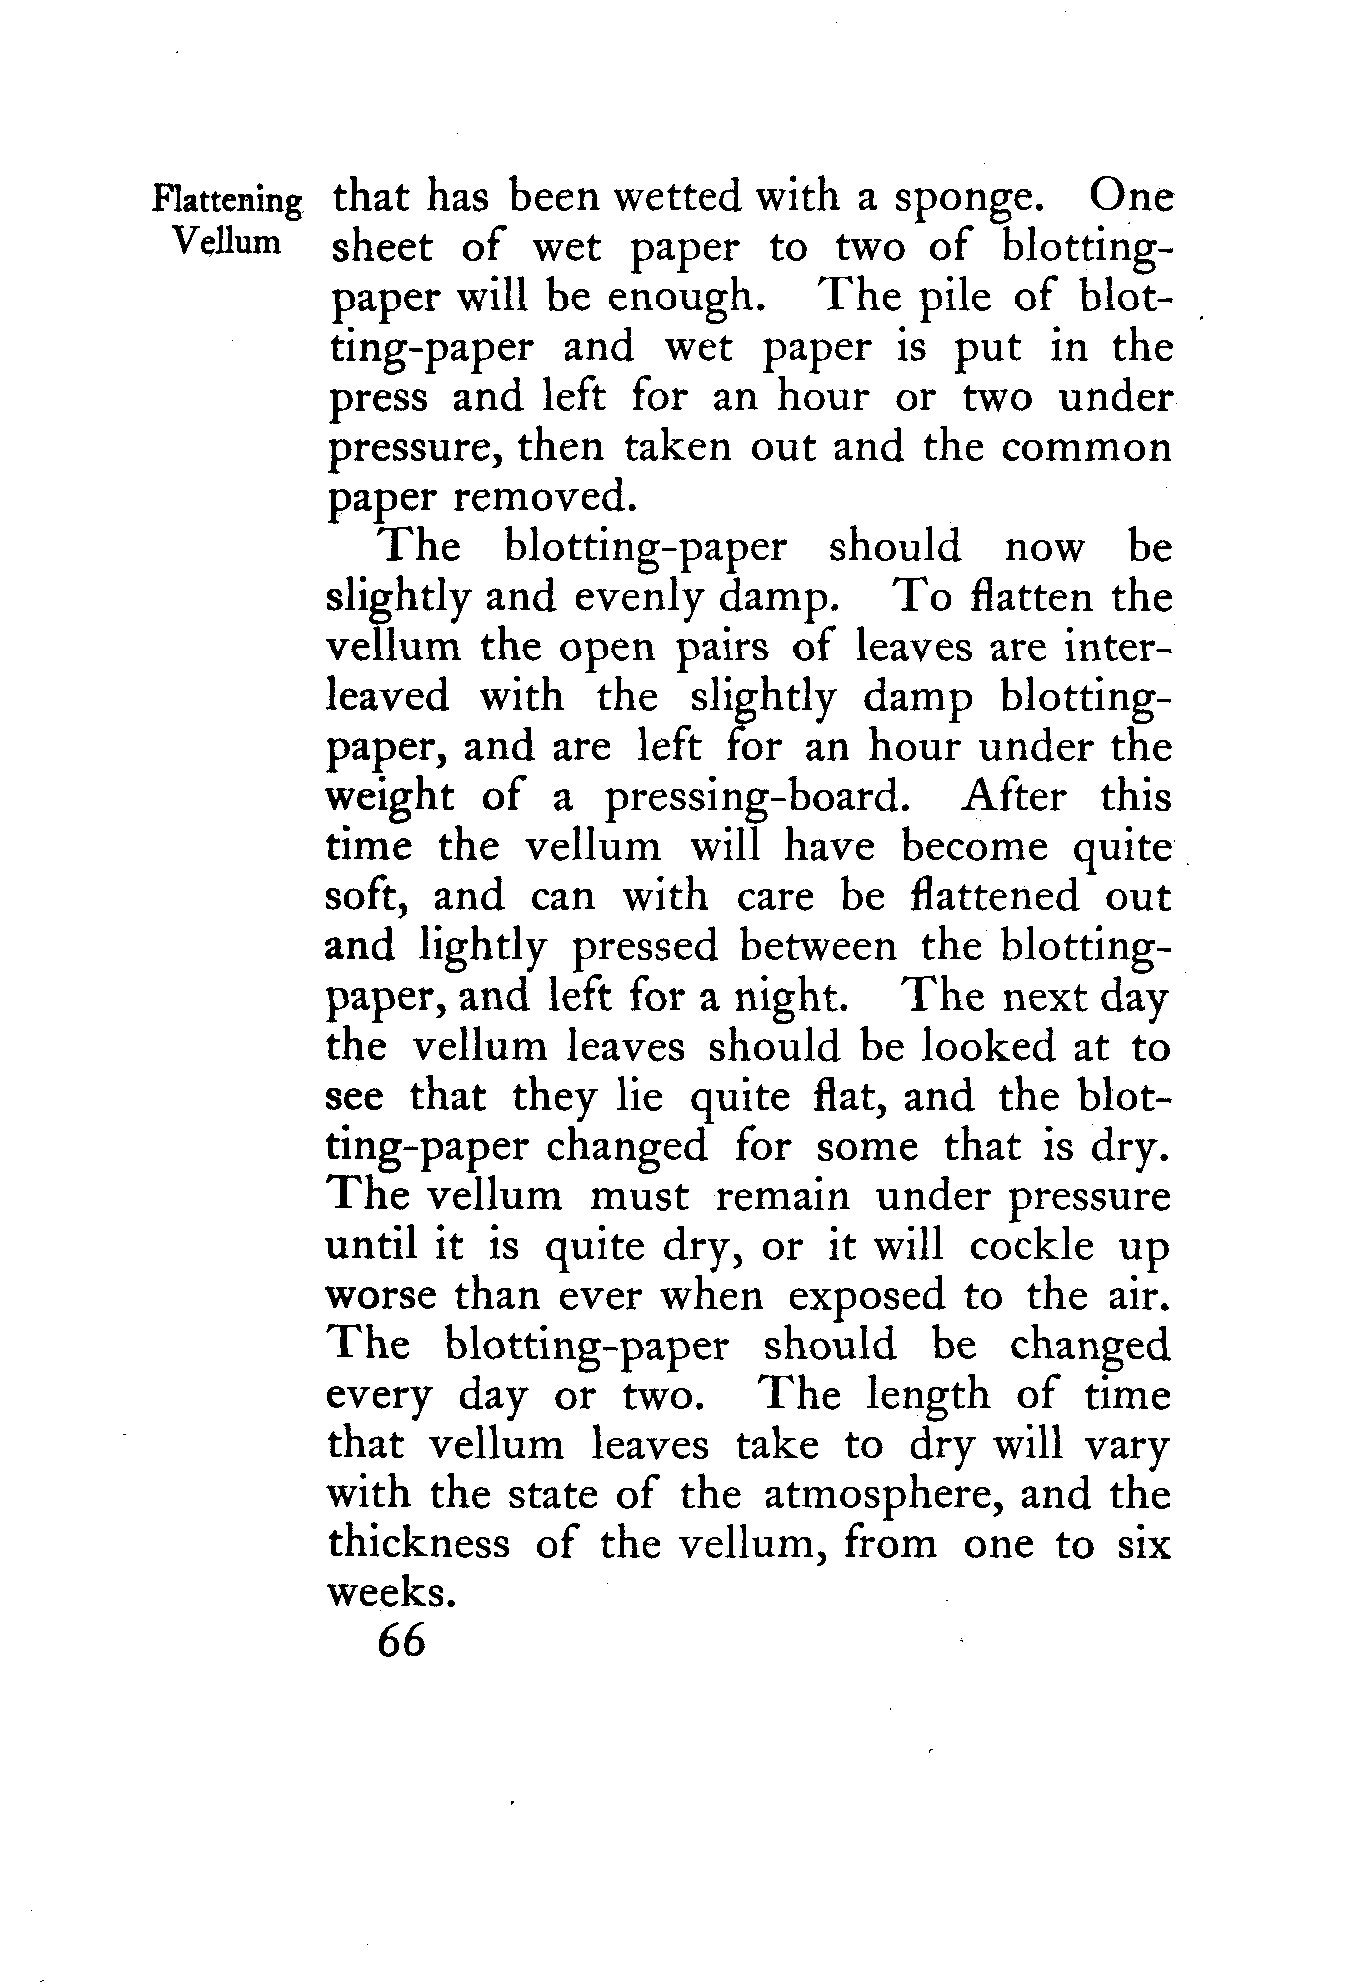 Flattening
Vellum
that has been wetted with a sponge. One
sheet of wet paper to two of blotting-
paper will be enough. The pile of blot-
ting-paper and wet paper is put in the
press and left for an hour or two under
pressure, then taken out and the common
paper removed.
The blotting-paper should now be
slightly and evenly damp. To flatten the
vellum the open pairs of leaves are inter-
leaved with the slightly damp blotting-
paper, and are left for an hour under the
weight of a pressing-board. After this
time the vellum will have become quite
soft, and can with care be flattened out
and lightly pressed between the blotting-
paper, and left for a night. The next day
the vellum leaves should be looked at to
see that they lie quite flat, and the blot-
ting-paper changed for some that is dry.
The vellum must remain under pressure
until it is quite dry, or it will cockle up
worse than ever when exposed to the air.
The blotting-paper should be changed
every day or two. The length of time
that vellum leaves take to dry will vary
with the state of the atmosphere, and the
thickness of the vellum, from one to six
weeks.
66